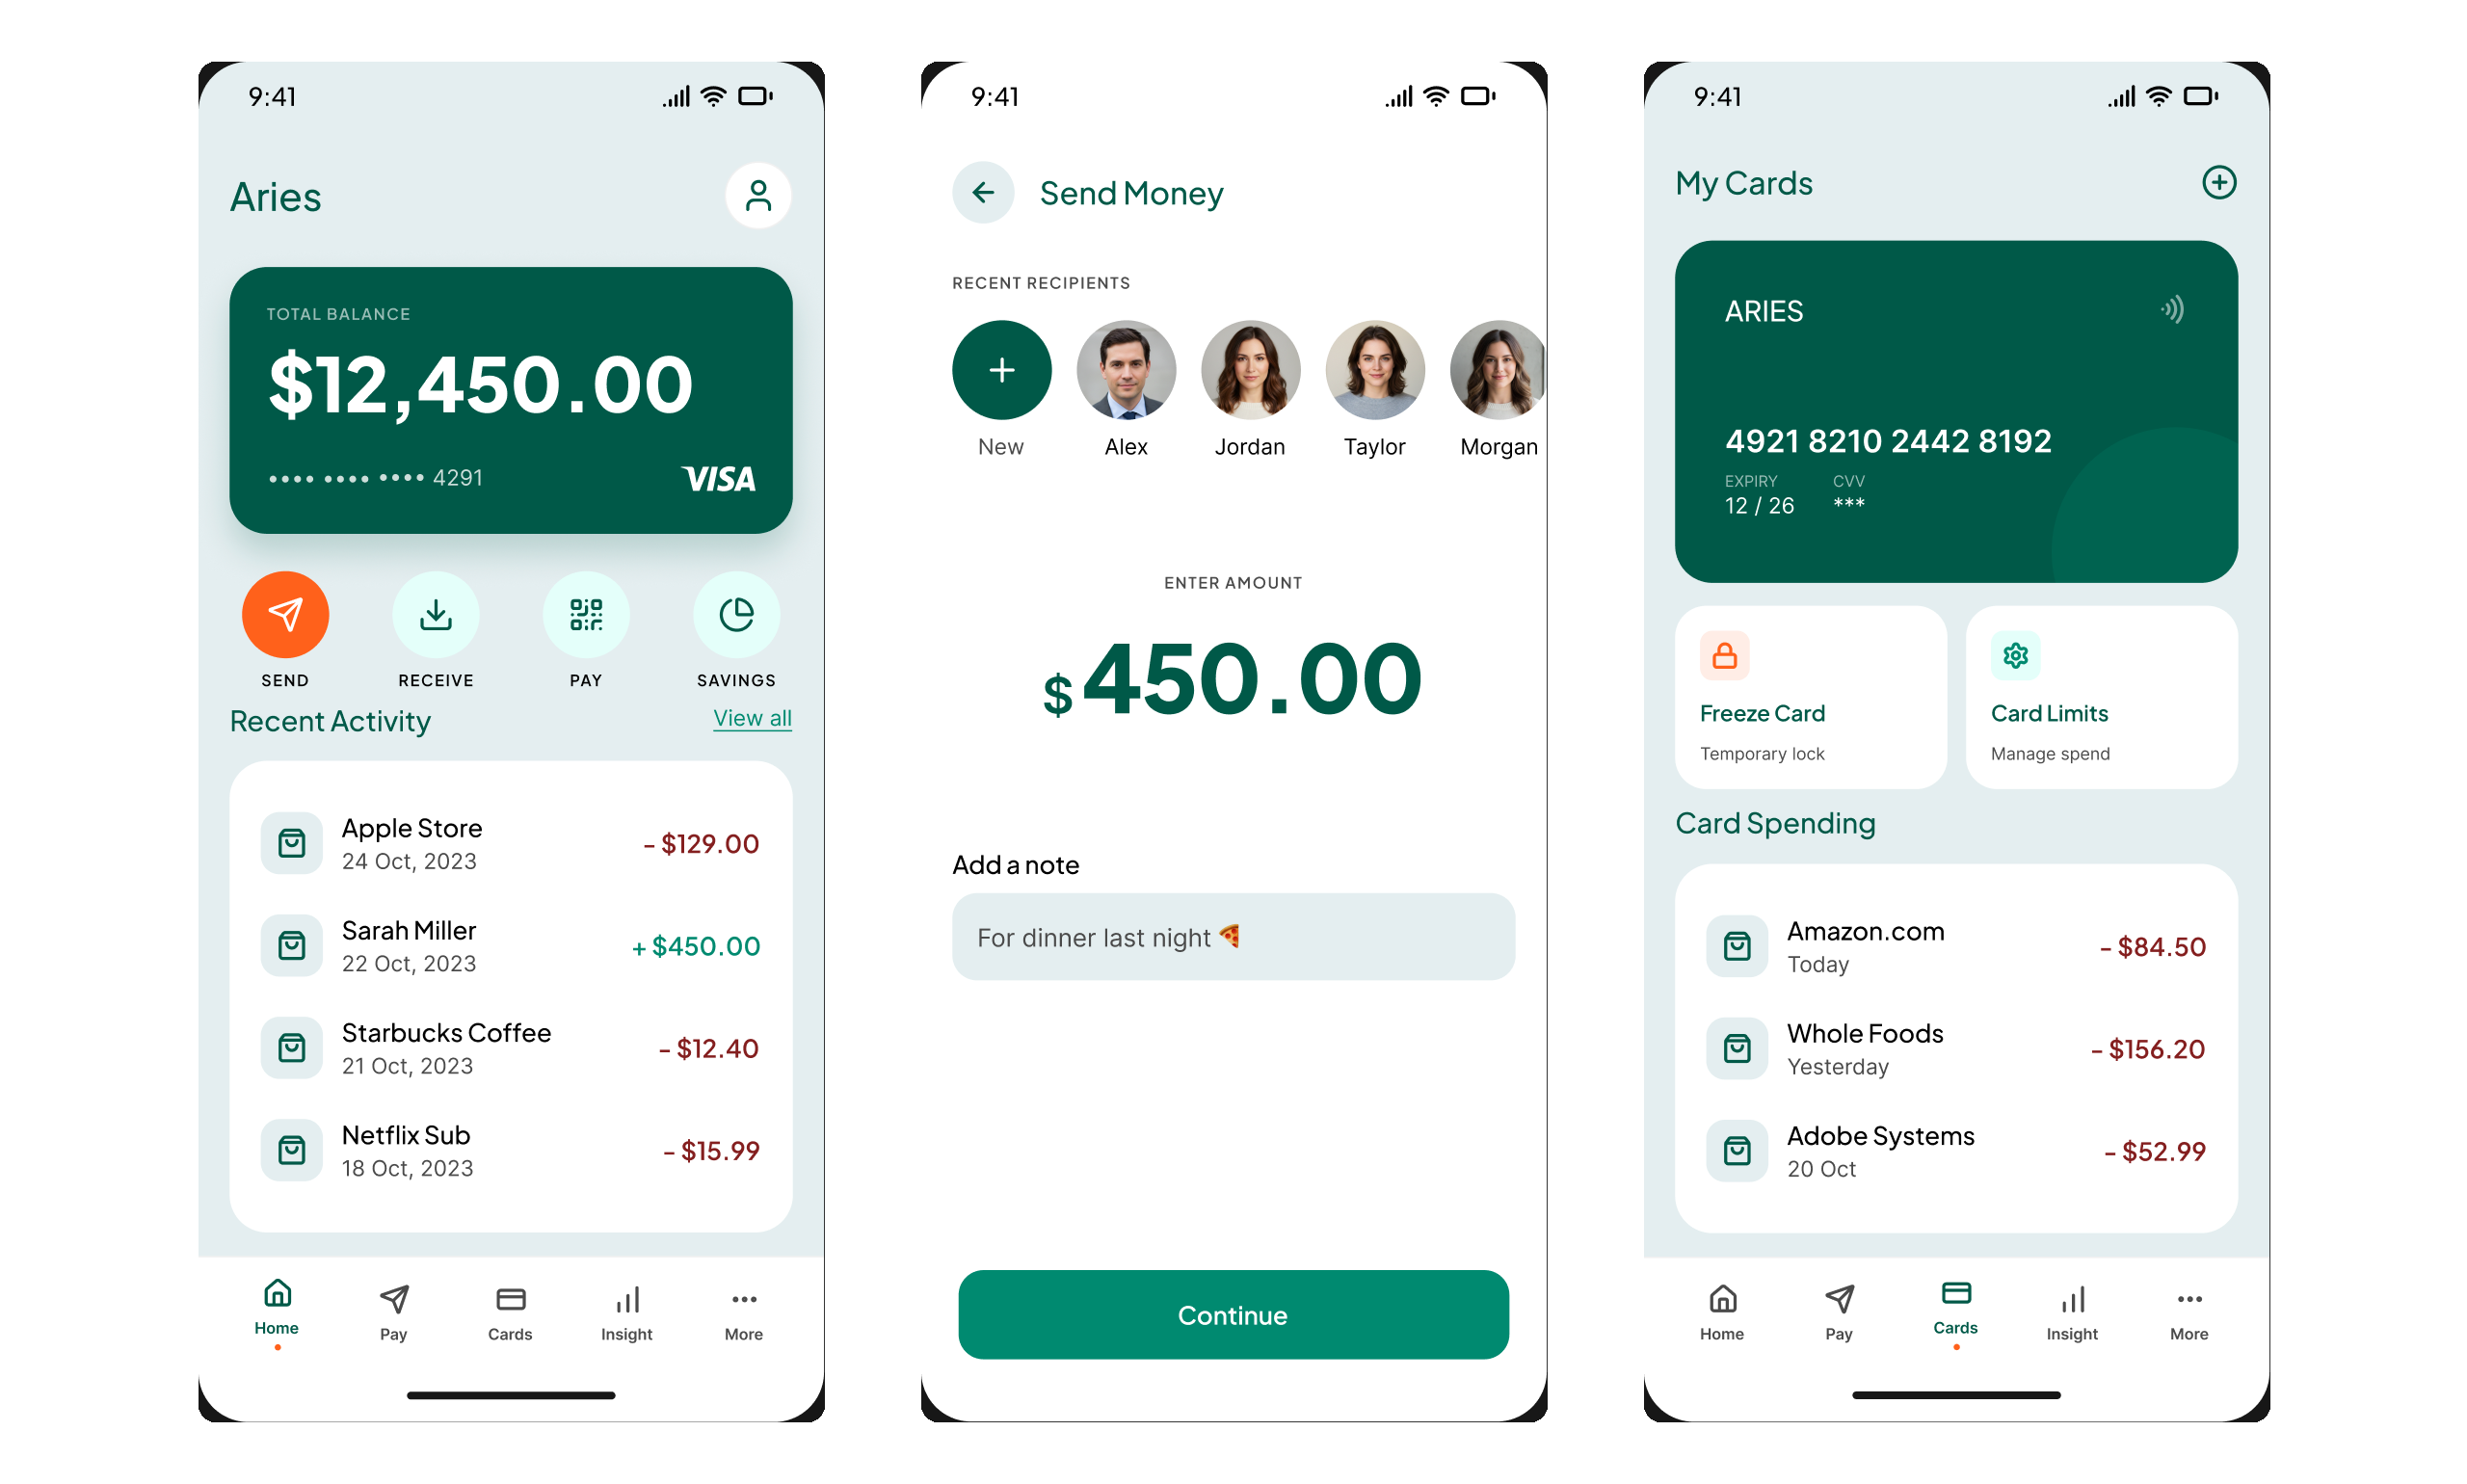 9:41
Aries
TOTAL BALANCE
$12,450.00
•••• •••• •••• 4291
VISA
SEND
RECEIVE
PAY
SAVINGS
Recent Activity
View all
Apple Store
24 Oct, 2023
- $129.00
Sarah Miller
22 Oct, 2023
+ $450.00
Starbucks Coffee
21 Oct, 2023
- $12.40
Netflix Sub
18 Oct, 2023
- $15.99
Home
Pay
Cards
Insight
More
9:41
Send Money
RECENT RECIPIENTS
New
Alex
Jordan
Taylor
Morgan
ENTER AMOUNT
$450.00
Add a note
For dinner last night 🍕
Continue
9:41
My Cards
ARIES
4921 8210 2442 8192
EXPIRY
12 / 26
CVV
***
Freeze Card
Temporary lock
Card Limits
Manage spend
Card Spending
Amazon.com
Today
- $84.50
Whole Foods
Yesterday
- $156.20
Adobe Systems
20 Oct
- $52.99
Home
Pay
Cards
Insight
More